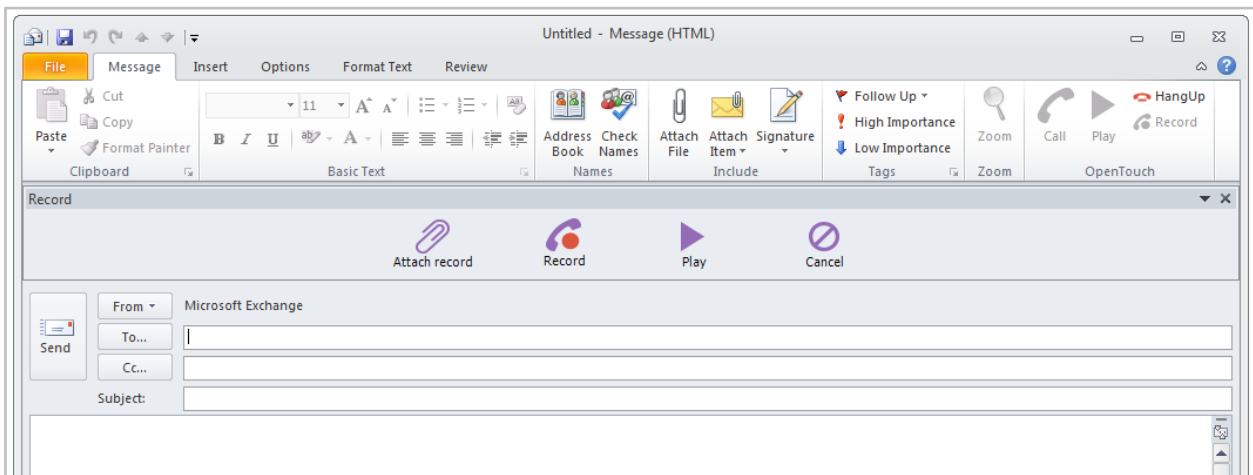 Untitled - Message (HTML)
File Message Insert Options Format Text Review
Paste
Cut
Copy
Format Painter
Clipboard
11
B I U
Basic Text
Address Book
Check Names
Names
Attach File
Attach Item
Signature
Include
Follow Up
High Importance
Low Importance
Tags
Zoom
Zoom
Call
Play
HangUp
Record
OpenTouch
Record
Attach record Record Play Cancel
Send
From Microsoft Exchange
To...
Cc...
Subject: